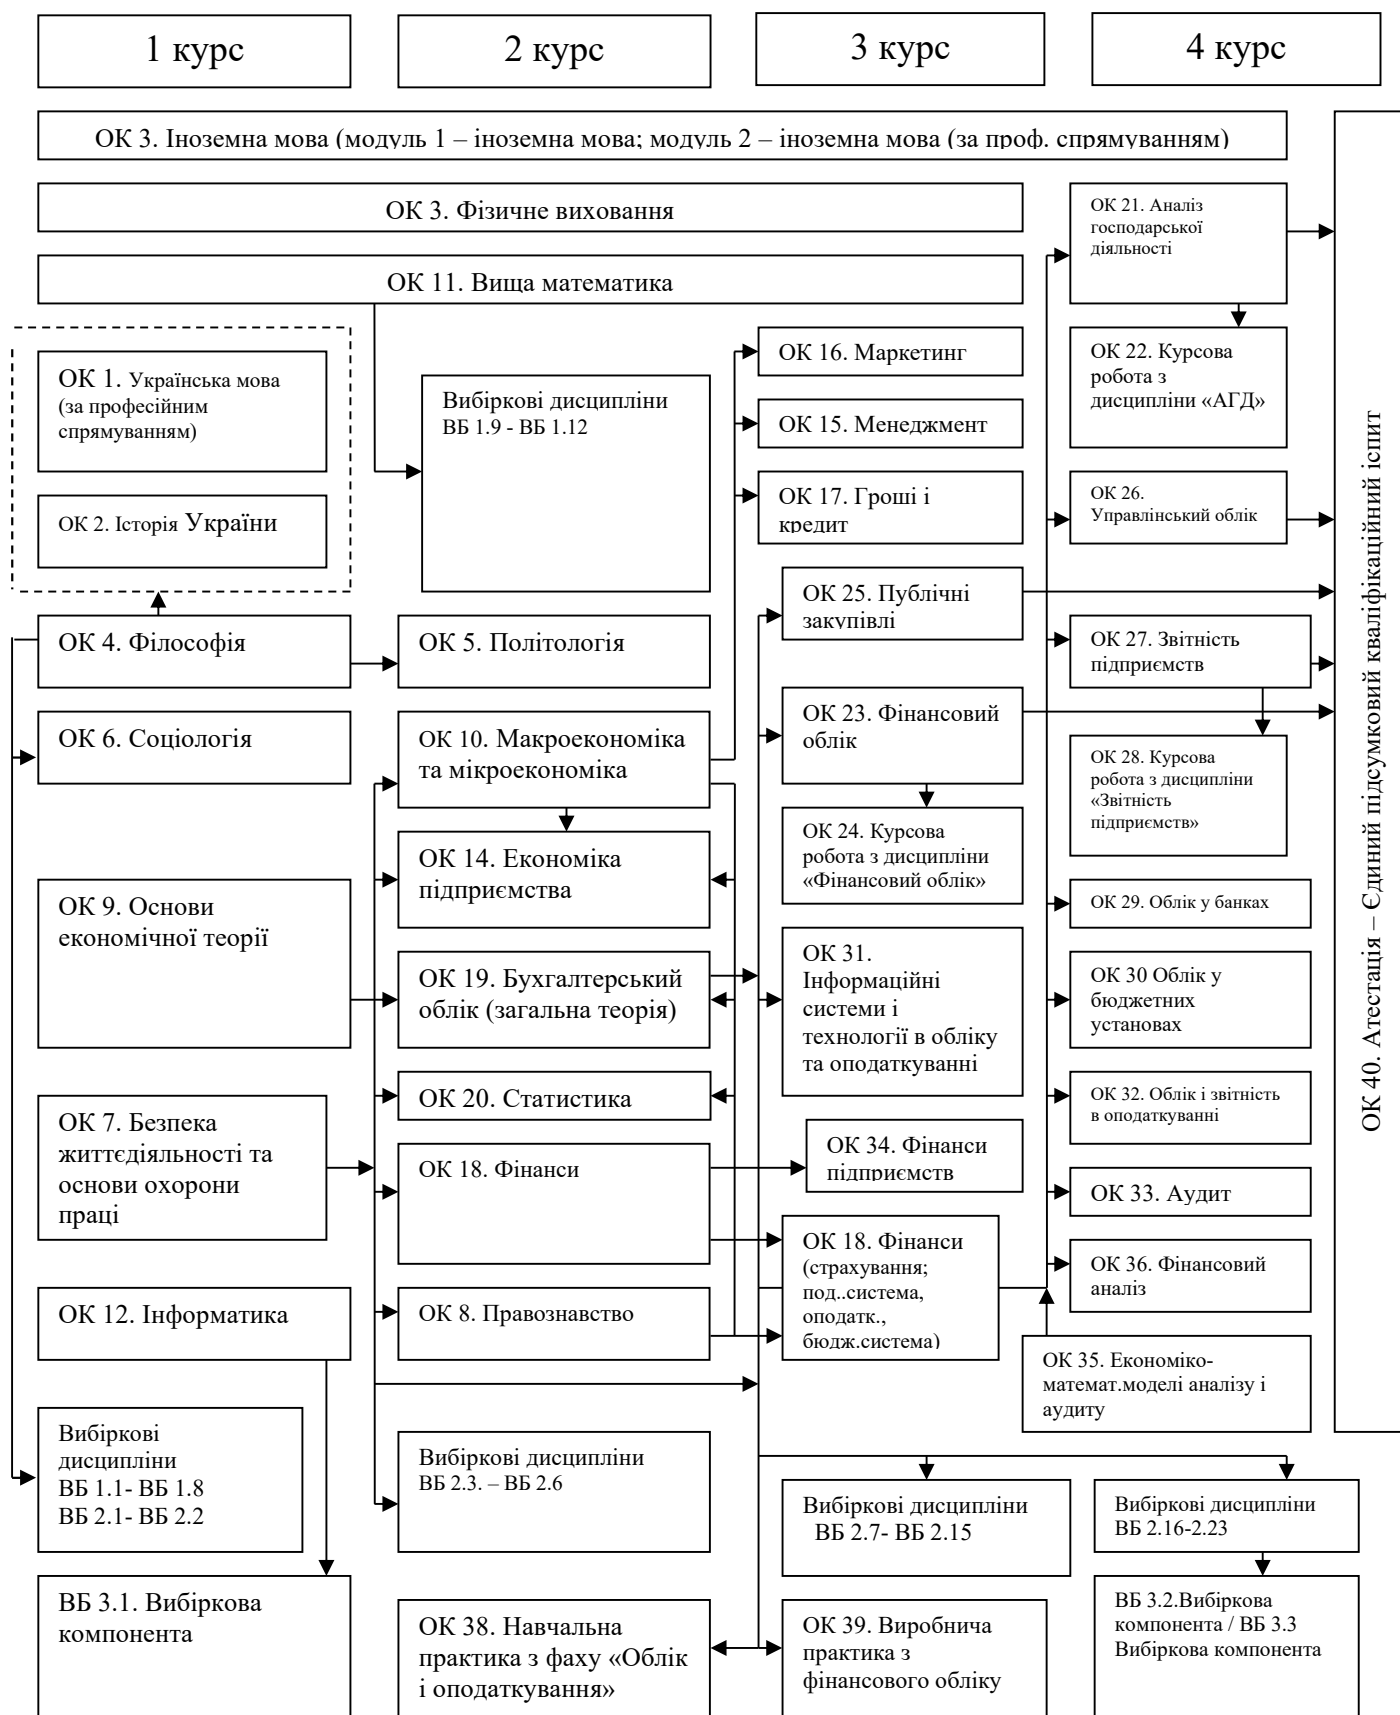 1 курс
2 курс
3 курс
4 курс
ОК 3. Іноземна мова (модуль 1 – іноземна мова; модуль 2 – іноземна мова (за проф. спрямуванням)
ОК 3. Фізичне виховання
ОК 11. Вища математика
ОК 1. Українська мова
(за професійним
спрямуванням)
ОК 2. Історія України
ОК 4. Філософія
ОК 6. Соціологія
ОК 9. Основи
економічної теорії
ОК 7. Безпека
життєдіяльності та
основи охорони
праці
ОК 12. Інформатика
Вибіркові
дисципліни
ВБ 1.1- ВБ 1.8
ВБ 2.1- ВБ 2.2
ВБ 3.1. Вибіркова
компонента
Вибіркові дисципліни
ВБ 1.9 - ВБ 1.12
ОК 5. Політологія
ОК 10. Макроекономіка
та мікроекономіка
ОК 14. Економіка
підприємства
ОК 19. Бухгалтерський
облік (загальна теорія)
ОК 20. Статистика
ОК 18. Фінанси
ОК 8. Правознавство
Вибіркові дисципліни
ВБ 2.3. – ВБ 2.6
ОК 38. Навчальна
практика з фаху «Облік
і оподаткування»
ОК 16. Маркетинг
ОК 15. Менеджмент
ОК 17. Гроші і
кредит
ОК 25. Публічні
закупівлі
ОК 23. Фінансовий
облік
ОК 24. Курсова
робота з дисципліни
«Фінансовий облік»
ОК 31.
Інформаційні
системи і
технології в обліку
та оподаткуванні
ОК 34. Фінанси
підприємств
ОК 18. Фінанси
(страхування;
под..система,
оподатк.,
бюдж.система)
Вибіркові дисципліни
ВБ 2.7- ВБ 2.15
ОК 39. Виробнича
практика з
фінансового обліку
ОК 21. Аналіз
господарської
діяльності
ОК 22. Курсова
робота з
дисципліни «АГД»
ОК 26.
Управлінський облік
ОК 27. Звітність
підприємств
ОК 28. Курсова
робота з дисципліни
«Звітність
підприємств»
ОК 29. Облік у банках
ОК 30 Облік у
бюджетних
установах
ОК 32. Облік і звітність
в оподаткуванні
ОК 33. Аудит
ОК 36. Фінансовий
аналіз
ОК 35. Економіко-
математ.моделі аналізу і
аудиту
Вибіркові дисципліни
ВБ 2.16-2.23
ВБ 3.2.Вибіркова
компонента / ВБ 3.3
Вибіркова компонента
ОК 40. Атестація – Єдиний підсумковий кваліфікаційний іспит